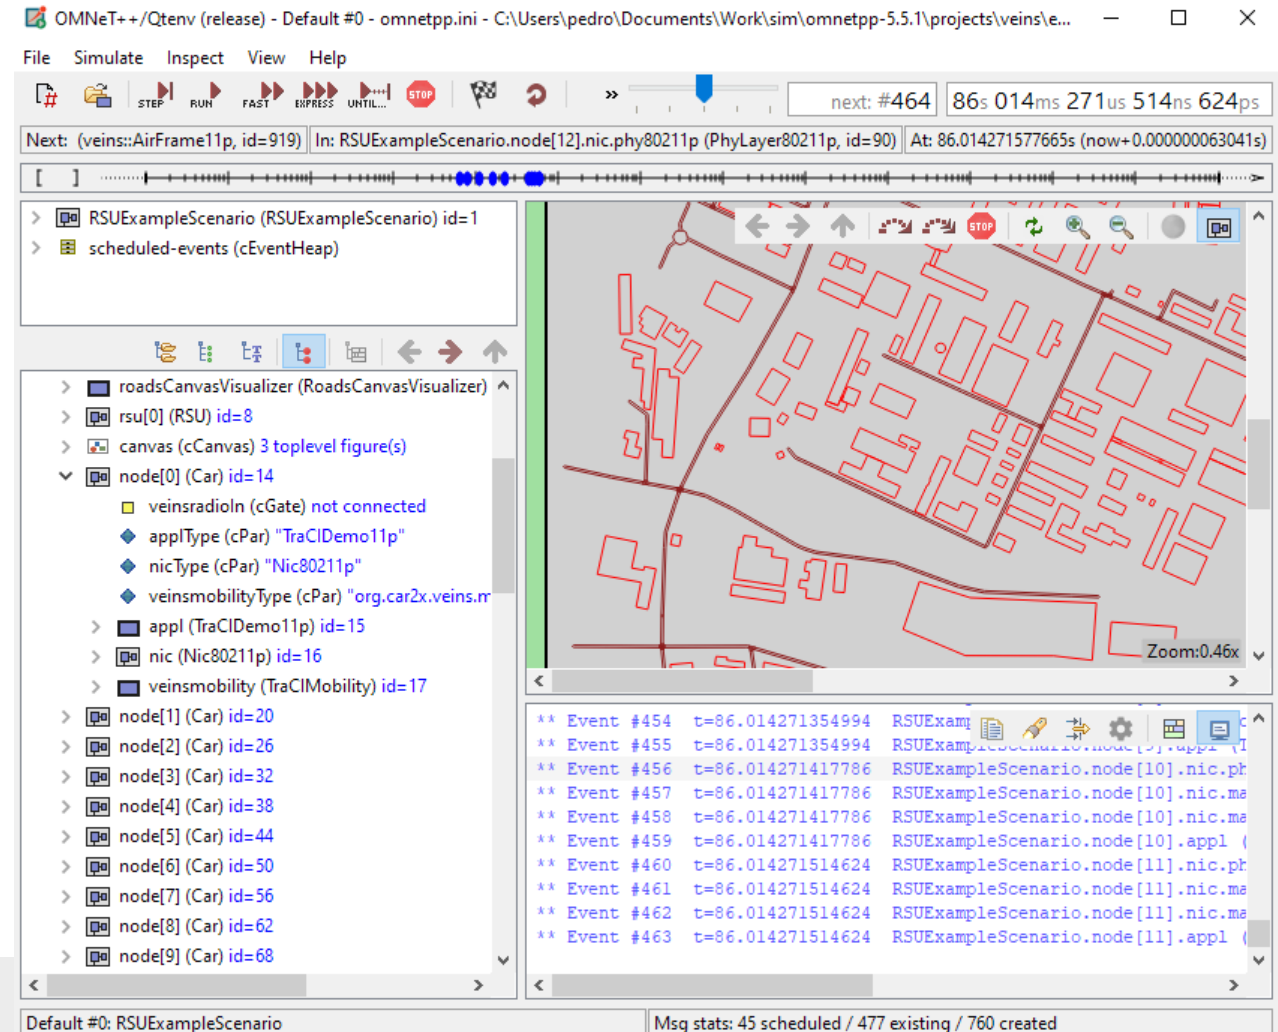 OMNeT++/Qtenv (release) - Default #0 - omnetpp.ini - C:\Users\pedro\Documents\Work\sim\omnetpp-5.5.1\projects\veins\e...
File Simulate Inspect View Help
STEP RUN FAST EXPRESS UNTIL... STOP » next: #464 86s 014ms 271us 514ns 624ps
Next: (veins::AirFrame11p, id=919) In: RSUExampleScenario.node[12].nic.phy80211p (PhyLayer80211p, id=90) At: 86.014271577665s (now+0.000000063041s)
[ ]
RSUExampleScenario (RSUExampleScenario) id=1
scheduled-events (cEventHeap)
STOP
roadsCanvasVisualizer (RoadsCanvasVisualizer)
rsu[0] (RSU) id=8
canvas (cCanvas) 3 toplevel figure(s)
node[0] (Car) id=14
veinsradioIn (cGate) not connected
applType (cPar) "TraCIDemo11p"
nicType (cPar) "Nic80211p"
veinsmobilityType (cPar) "org.car2x.veins.m
appl (TraCIDemo11p) id=15
nic (Nic80211p) id=16
veinsmobility (TraCIMobility) id=17
node[1] (Car) id=20
node[2] (Car) id=26
node[3] (Car) id=32
node[4] (Car) id=38
node[5] (Car) id=44
node[6] (Car) id=50
node[7] (Car) id=56
node[8] (Car) id=62
node[9] (Car) id=68
Zoom:0.46x
** Event #454 t=86.014271354994 RSUExamp
** Event #455 t=86.014271354994 RSUExampleScenario.node[9].appl (T
** Event #456 t=86.014271417786 RSUExampleScenario.node[10].nic.ph
** Event #457 t=86.014271417786 RSUExampleScenario.node[10].nic.ma
** Event #458 t=86.014271417786 RSUExampleScenario.node[10].nic.ma
** Event #459 t=86.014271417786 RSUExampleScenario.node[10].appl (
** Event #460 t=86.014271514624 RSUExampleScenario.node[11].nic.ph
** Event #461 t=86.014271514624 RSUExampleScenario.node[11].nic.ma
** Event #462 t=86.014271514624 RSUExampleScenario.node[11].nic.ma
** Event #463 t=86.014271514624 RSUExampleScenario.node[11].appl (
Default #0: RSUExampleScenario
Msg stats: 45 scheduled / 477 existing / 760 created